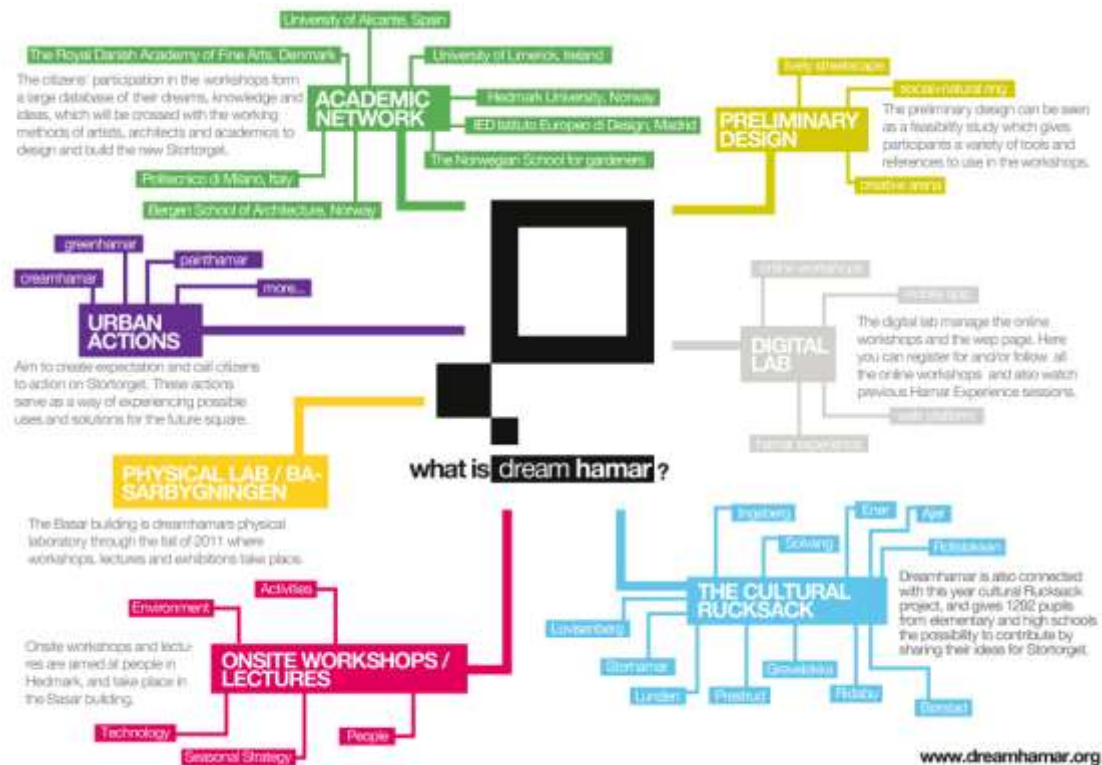 University of Alicante, Spain
The Royal Danish Academy of Fine Arts, Denmark
University of Limerick, Ireland
The citizens' participation in the workshops form
a large database of their dreams, knowledge and
ideas, which will be crossed with the working
methods of artists, architects and academics to
design and build the new Stortorget.
ACADEMIC
NETWORK
Hedmark University, Norway
IED Istituto Europeo di Design, Madrid
The Norwegian School for gardeners
Politecnico di Milano, Italy
Bergen School of Architecture, Norway
lively streetscape
social-natural ring
PRELIMINARY
DESIGN
The preliminary design can be seen
as a feasibility study which gives
participants a variety of tools and
references to use in the workshops.
creative arena
greenhamar
painthamar
creamhamar
more...
URBAN
ACTIONS
Aim to create expectation and call citizens
to action on Stortorget. These actions
serve as a way of experiencing possible
uses and solutions for the future square.
online workshops
mobile app
DIGITAL
LAB
The digital lab manage the online
workshops and the wep page. Here
you can register for and/or follow all
the online workshops and also watch
previous Hamar Experience sessions.
web platform
hamar experience
PHYSICAL LAB / BA-
SARBYGNINGEN
The Basar building is dreamhamars physical
laboratory through the fall of 2011 where
workshops, lectures and exhibitions take place.
what is dream hamar?
Activities
Environment
Onsite workshops and lectu-
res are aimed at people in
Hedmark, and take place in
the Basar building.
ONSITE WORKSHOPS /
LECTURES
Technology
Seasonal Strategy
People
Ingeberg
Ener
Ajer
Solvang
Rollsløkken
THE CULTURAL
RUCKSACK
Dreamhamar is also connected
with this year cultural Rucksack
project, and gives 1292 pupils
from elementary and high schools
the possibility to contribute by
sharing their ideas for Stortorget.
Lovisenberg
Storhamar
Greveløkka
Lunden
Prestrud
Ridabu
Børstad
www.dreamhamar.org